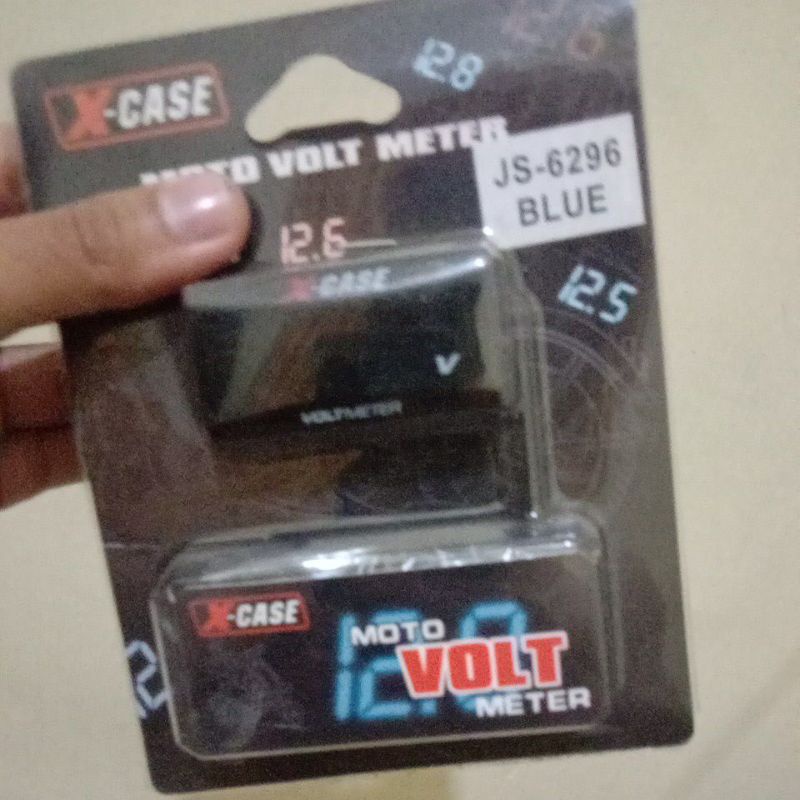 X-CASE
12.8
MOTO VOLT METER
JS-6296
BLUE
12.6
12.5
X-CASE
V
VOLTMETER
X-CASE
MOTO
VOLT
METER